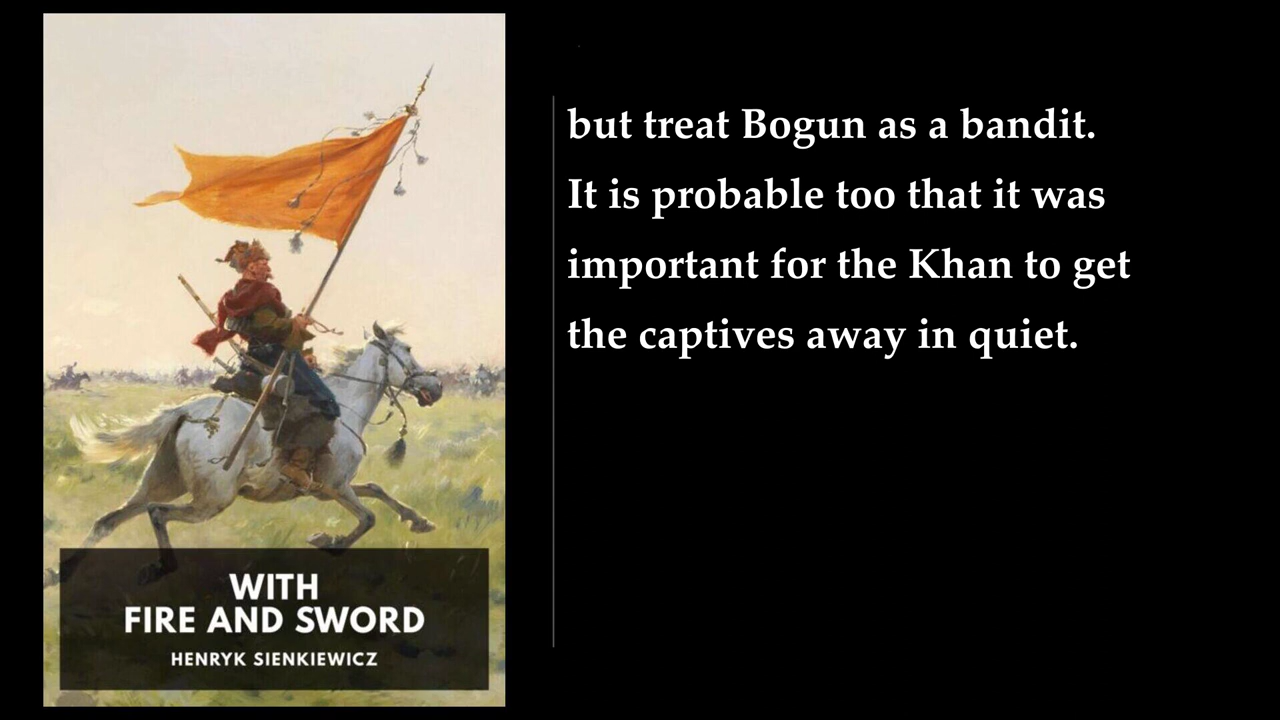 but treat Bogun as a bandit.
It is probable too that it was
important for the Khan to get
the captives away in quiet.
WITH
FIRE AND SWORD
HENRYK SIENKIEWICZ